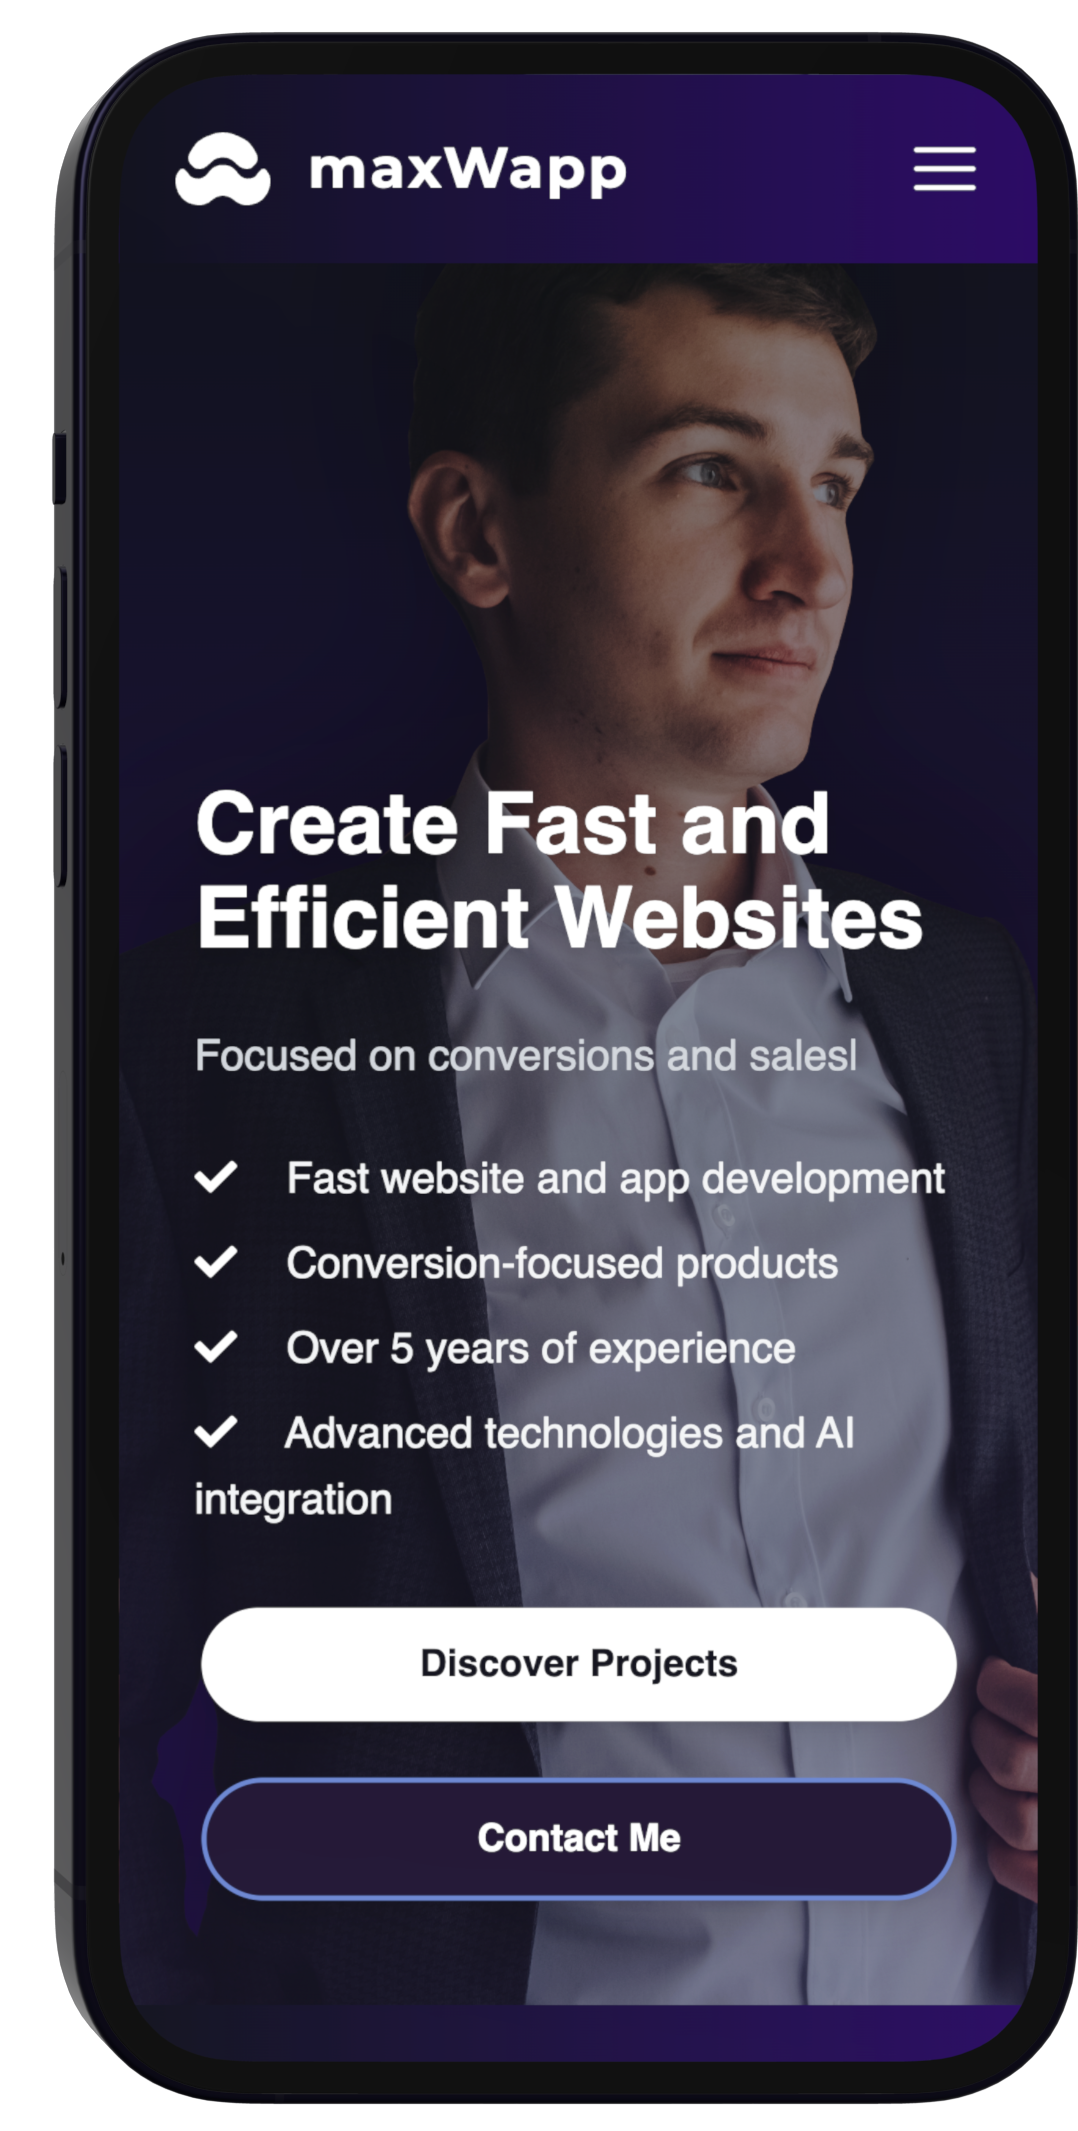 maxWapp
Create Fast and
Efficient Websites
Focused on conversions and salesl
Fast website and app development
Conversion-focused products
Over 5 years of experience
Advanced technologies and AI
integration
Discover Projects
Contact Me